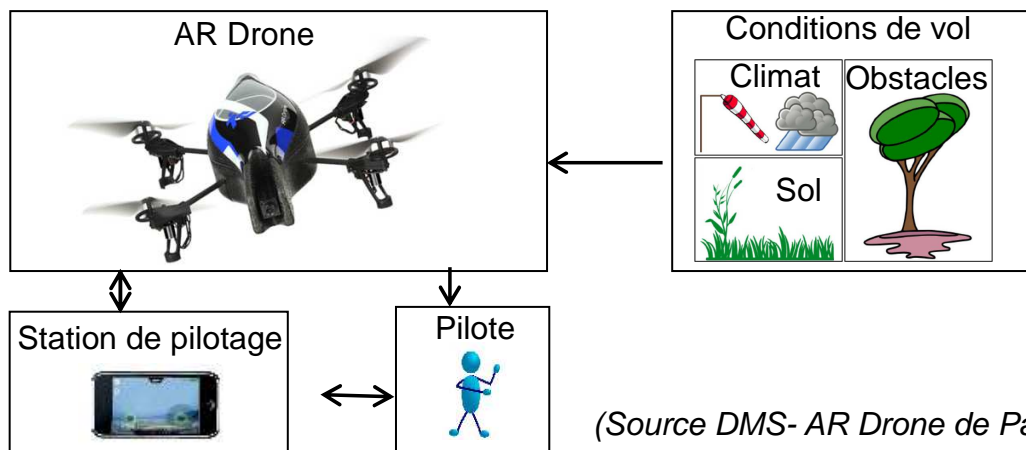 AR Drone
Conditions de vol
Climat
Obstacles
Sol
Station de pilotage
Pilote
(Source DMS- AR Drone de Pa